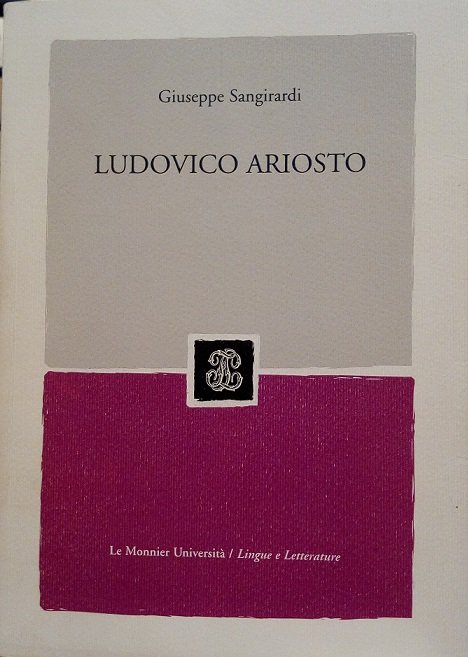 Giuseppe Sangirardi
LUDOVICO ARIOSTO
Le Monnier Università / Lingue e Letterature